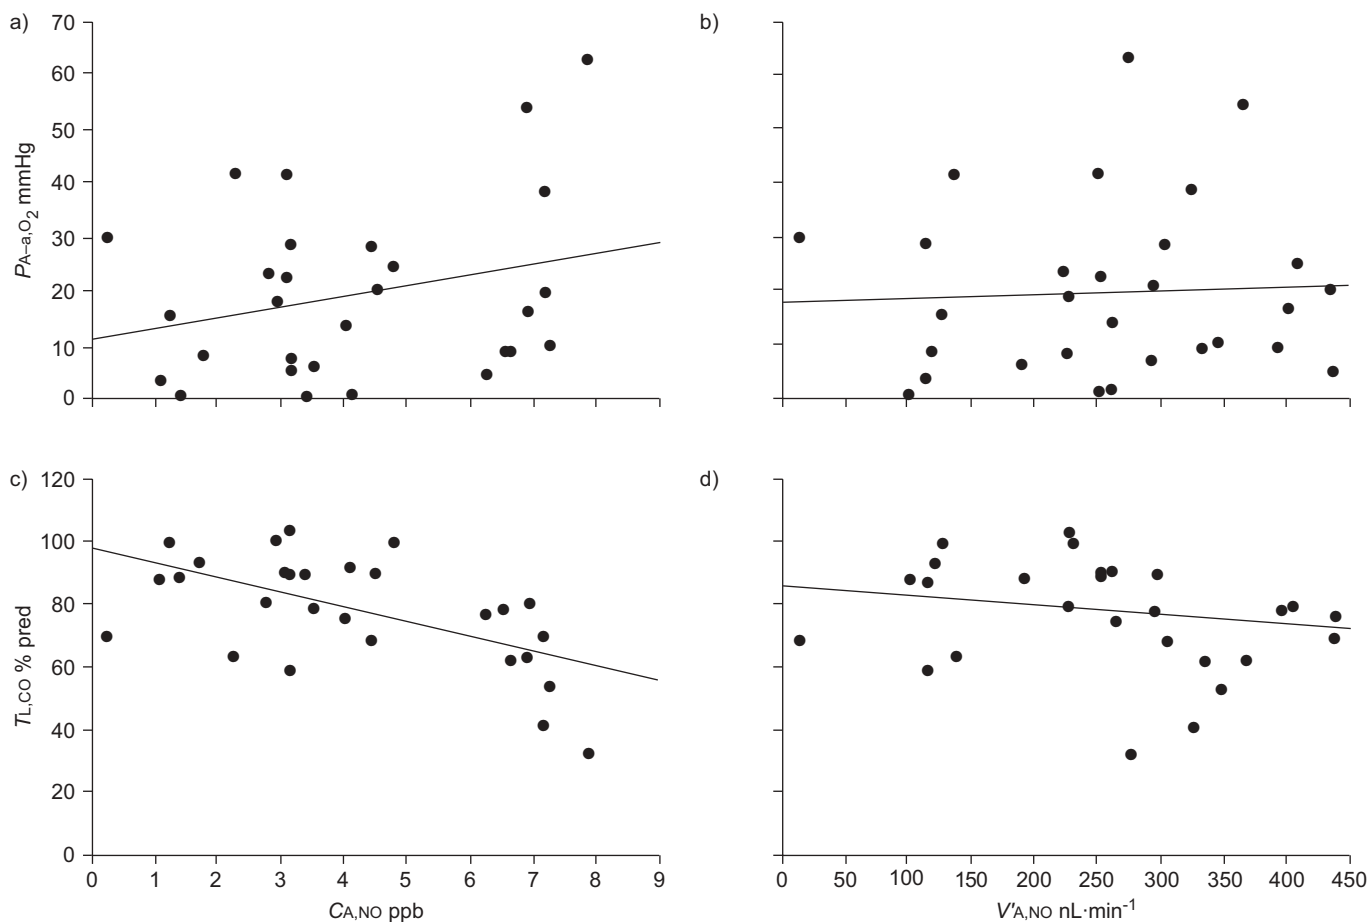 a)
70
60
50
40
30
20
10
0
PA–a,O2 mmHg
b)
c)
120
100
80
60
40
20
0
TL,CO % pred
0 1 2 3 4 5 6 7 8 9
CA,NO ppb
d)
0 50 100 150 200 250 300 350 400 450
V'A,NO nL·min-1